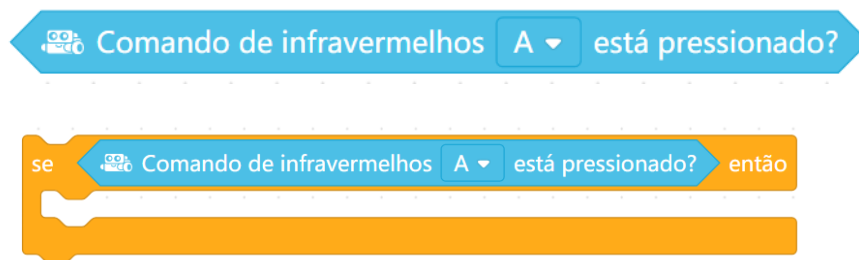 Comando de infravermelhos A está pressionado?
se Comando de infravermelhos A está pressionado? então